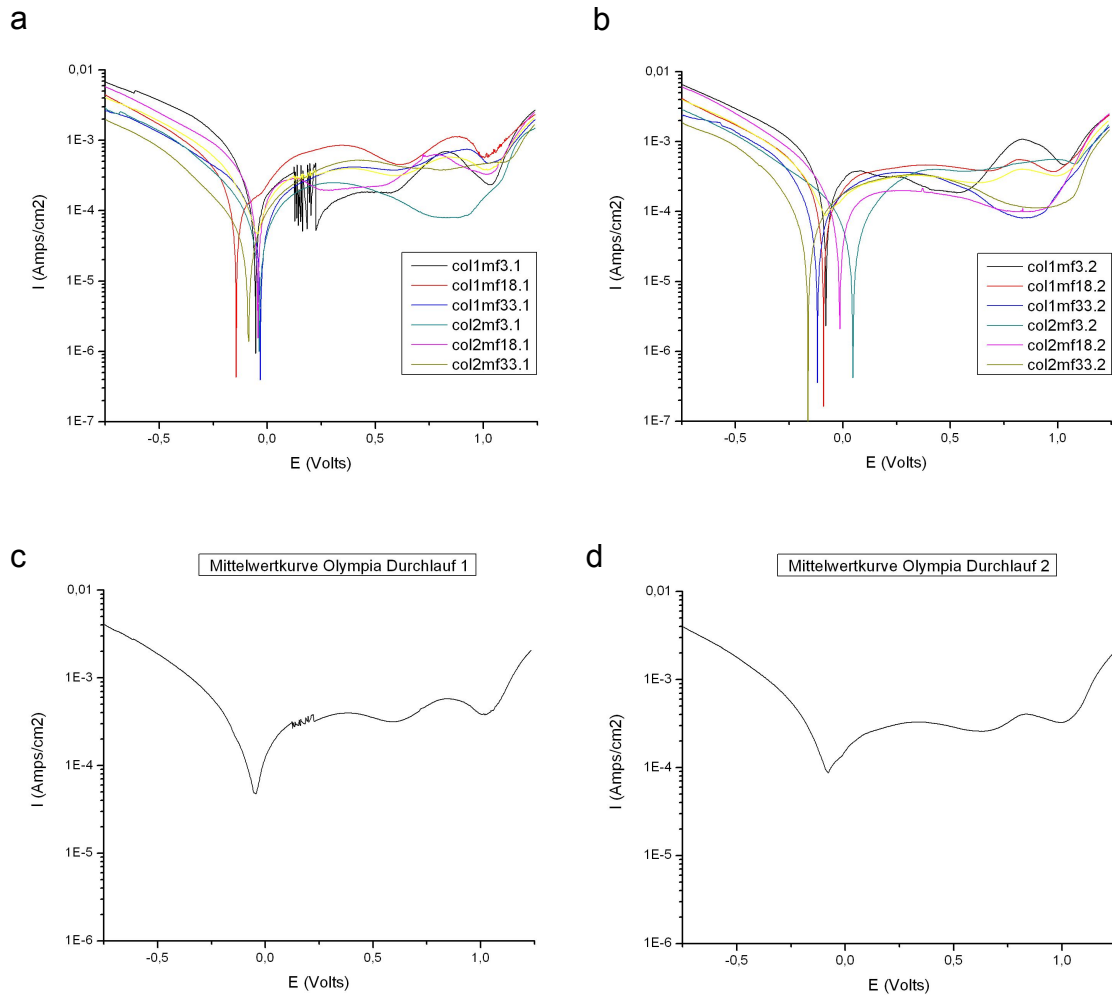 a
0,01
1E-3
1E-4
1E-5
1E-6
1E-7
I (Amps/cm2)
-0,5
0,0
0,5
1,0
E (Volts)
col1mf3.1
col1mf18.1
col1mf33.1
col2mf3.1
col2mf18.1
col2mf33.1
b
0,01
1E-3
1E-4
1E-5
1E-6
1E-7
I (Amps/cm2)
-0,5
0,0
0,5
1,0
E (Volts)
col1mf3.2
col1mf18.2
col1mf33.2
col2mf3.2
col2mf18.2
col2mf33.2
c
Mittelwertkurve Olympia Durchlauf 1
0,01
1E-3
1E-4
1E-5
1E-6
I (Amps/cm2)
-0,5
0,0
0,5
1,0
E (Volts)
d
Mittelwertkurve Olympia Durchlauf 2
0,01
1E-3
1E-4
1E-5
1E-6
I (Amps/cm2)
-0,5
0,0
0,5
1,0
E (Volts)